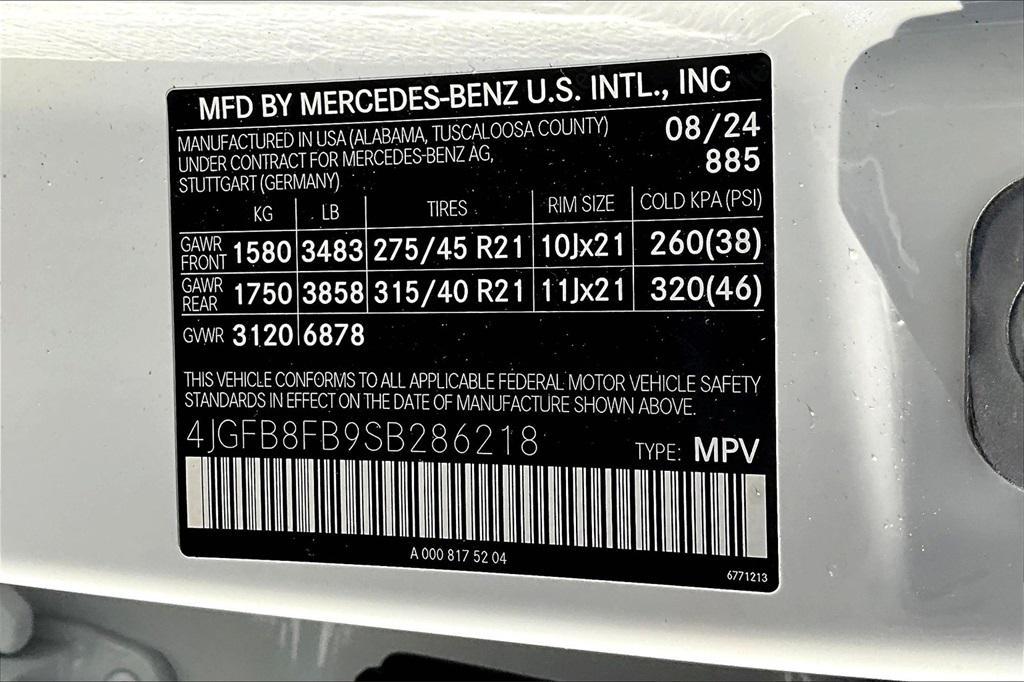 MFD BY MERCEDES-BENZ U.S. INTL., INC
MANUFACTURED IN USA (ALABAMA, TUSCALOOSA COUNTY) 08/24
UNDER CONTRACT FOR MERCEDES-BENZ AG, 885
STUTTGART (GERMANY)
KG LB TIRES RIM SIZE COLD KPA (PSI)
GAWR FRONT 1580 3483 275/45 R21 10Jx21 260(38)
GAWR REAR 1750 3858 315/40 R21 11Jx21 320(46)
GVWR 3120 6878
THIS VEHICLE CONFORMS TO ALL APPLICABLE FEDERAL MOTOR VEHICLE SAFETY
STANDARDS IN EFFECT ON THE DATE OF MANUFACTURE SHOWN ABOVE.
4JGFB8FB9SB286218 TYPE: MPV
A 000 817 52 04
6771213